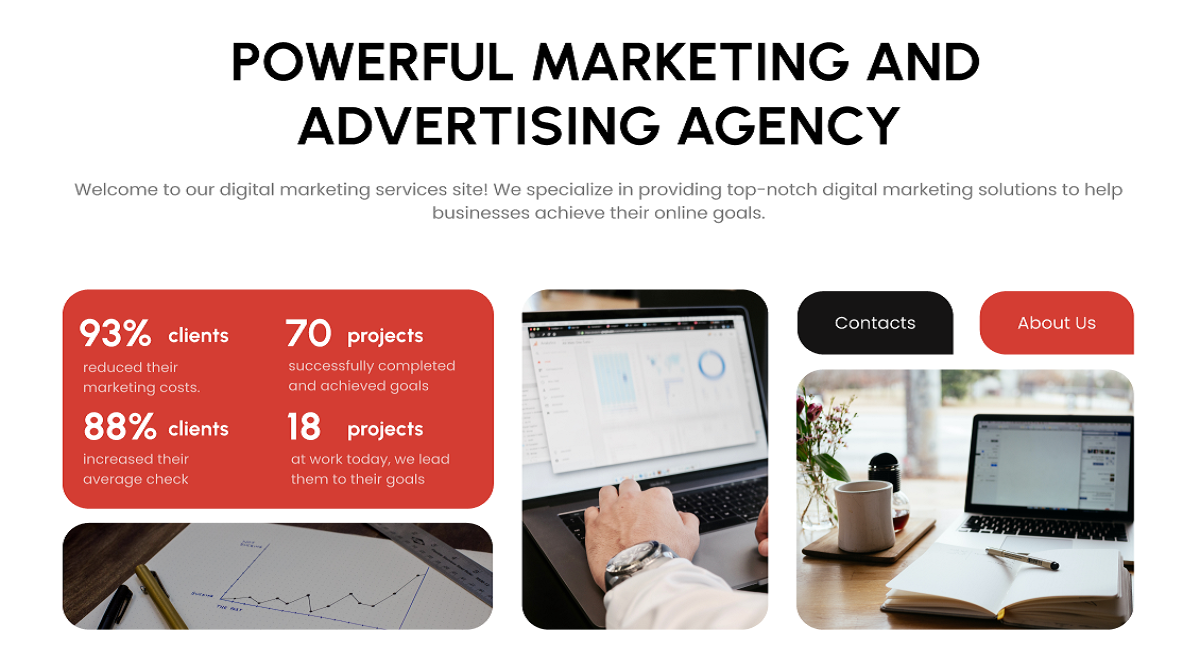 POWERFUL MARKETING AND
ADVERTISING AGENCY
Welcome to our digital marketing services site! We specialize in providing top-notch digital marketing solutions to help
businesses achieve their online goals.
93% clients
reduced their
marketing costs.
70 projects
successfully completed
and achieved goals
88% clients
increased their
average check
18 projects
at work today, we lead
them to their goals
Contacts
About Us
THE PAST